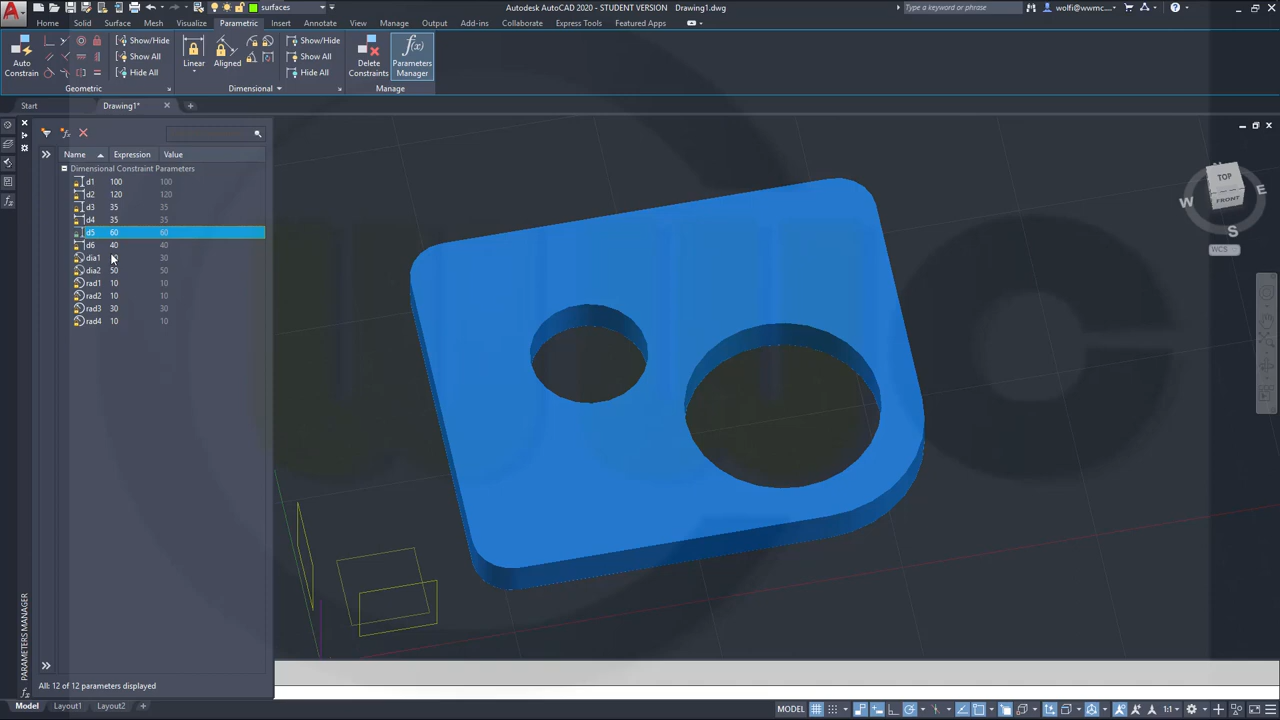 Autodesk AutoCAD 2020 - STUDENT VERSION Drawing1.dwg
surfaces
Type a keyword or phrase
wolfi@wwmc...
Home Solid Surface Mesh Visualize Parametric Insert Annotate View Manage Output Add-ins Collaborate Express Tools Featured Apps
Auto
Constrain
Show/Hide
Show All
Hide All
Linear
Aligned
Show/Hide
Show All
Hide All
Delete
Constraints
f(x)
Parameters
Manager
Geometric
Dimensional
Manage
Start
Drawing1*
Name Expression Value
Dimensional Constraint Parameters
d1 100 100
d2 120 120
d3 35 35
d4 35 35
d5 60 60
d6 40 40
dia1 30
dia2 50 50
rad1 10 10
rad2 10 10
rad3 30 30
rad4 10 10
TOP
FRONT
W
E
S
WCS
PARAMETERS MANAGER
All: 12 of 12 parameters displayed
Model Layout1 Layout2
MODEL
1:1